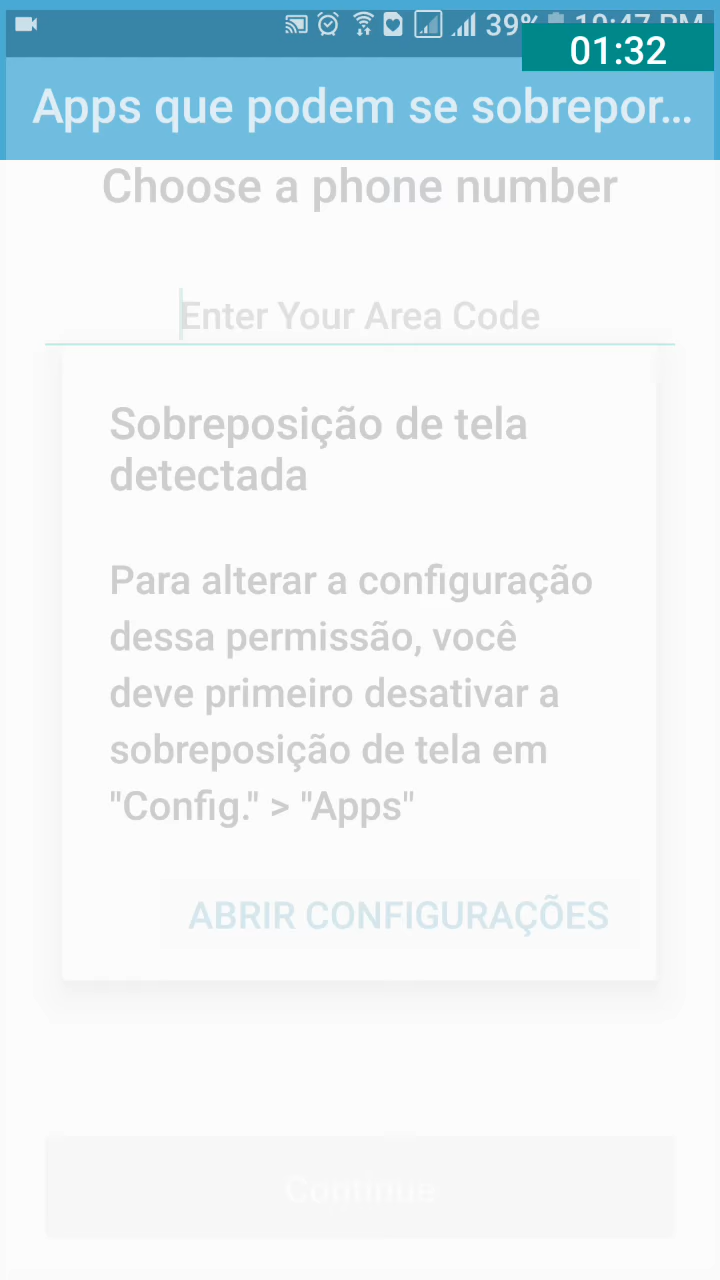 39% 10:47 PM
01:32
Apps que podem se sobrepor...
Choose a phone number
Enter Your Area Code
Sobreposição de tela
detectada
Para alterar a configuração
dessa permissão, você
deve primeiro desativar a
sobreposição de tela em
"Config." > "Apps"
ABRIR CONFIGURAÇÕES
Continue